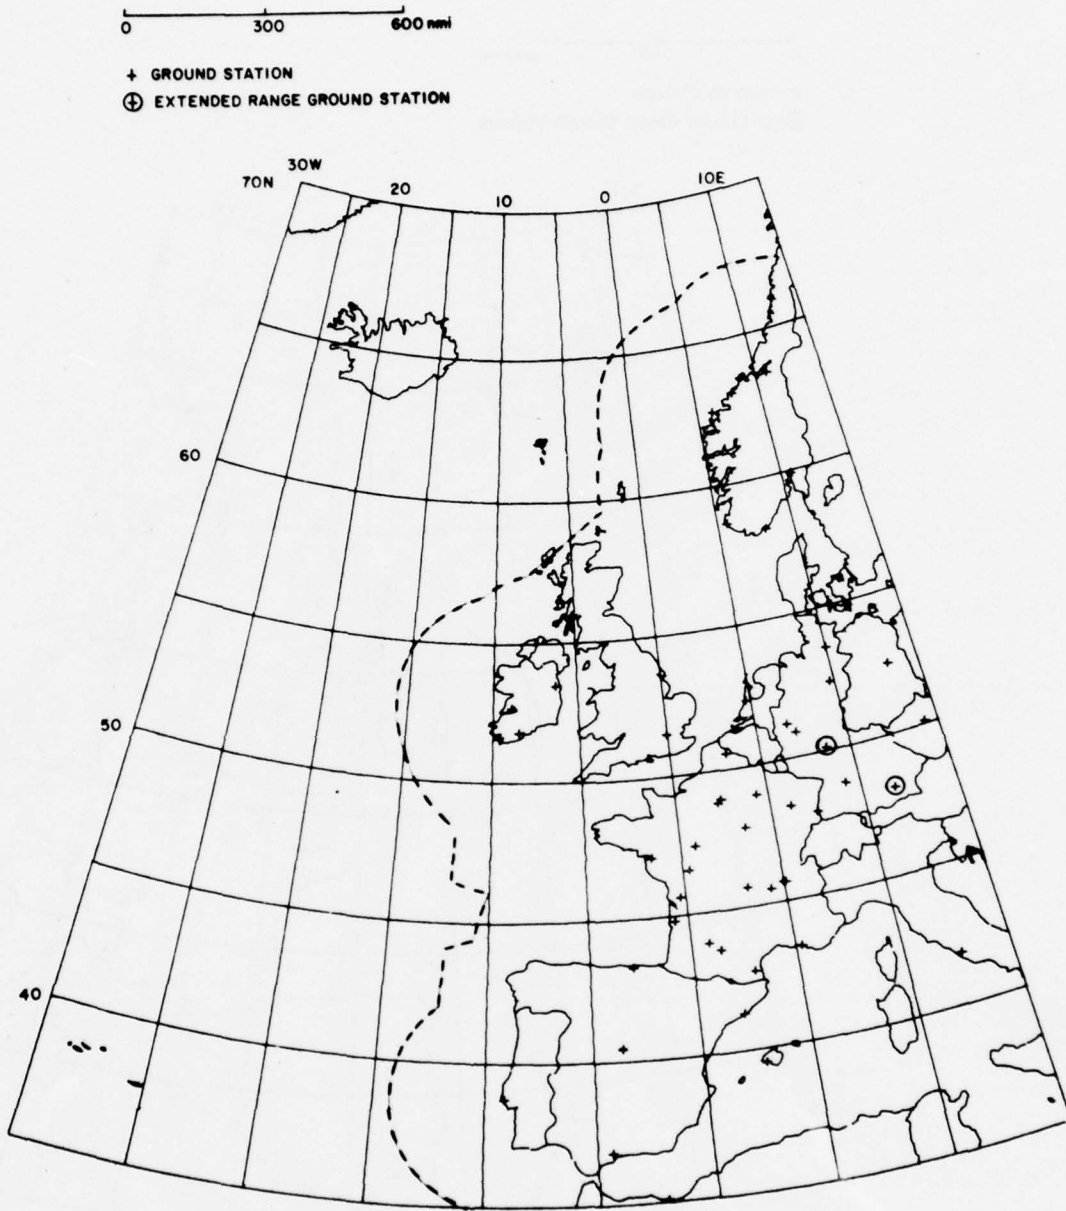 0 300 600 nmi
+ GROUND STATION
⊕ EXTENDED RANGE GROUND STATION
70N 30W 20 10 0 10E
60
50
40